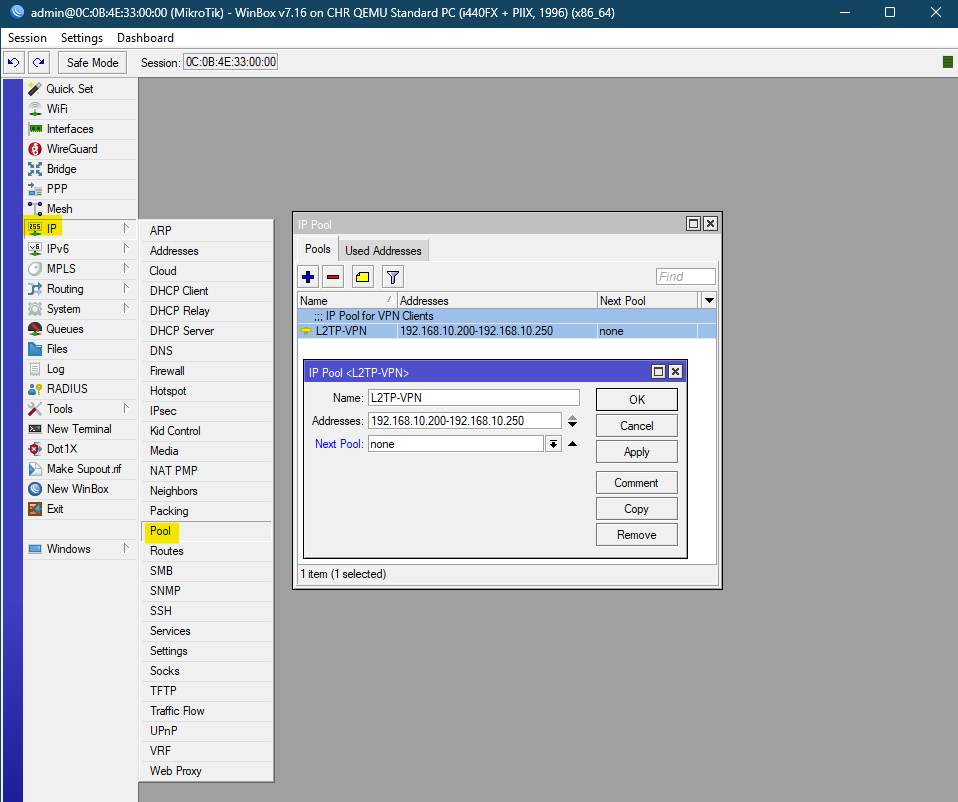 admin@0C:0B:4E:33:00:00 (MikroTik) - WinBox v7.16 on CHR QEMU Standard PC (i440FX + PIIX, 1996) (x86_64)
Session Settings Dashboard
Safe Mode Session: 0C:0B:4E:33:00:00
Quick Set
WiFi
Interfaces
WireGuard
Bridge
PPP
Mesh
IP
IPv6
MPLS
Routing
System
Queues
Files
Log
RADIUS
Tools
New Terminal
Dot1X
Make Supout.rif
New WinBox
Exit
Windows
ARP
Addresses
Cloud
DHCP Client
DHCP Relay
DHCP Server
DNS
Firewall
Hotspot
IPsec
Kid Control
Media
NAT PMP
Neighbors
Packing
Pool
Routes
SMB
SNMP
SSH
Services
Settings
Socks
TFTP
Traffic Flow
UPnP
VRF
Web Proxy
IP Pool
Pools Used Addresses
Find
Name Addresses Next Pool
;;; IP Pool for VPN Clients
L2TP-VPN 192.168.10.200-192.168.10.250 none
IP Pool <L2TP-VPN>
Name: L2TP-VPN OK
Addresses: 192.168.10.200-192.168.10.250 Cancel
Next Pool: none Apply
Comment
Copy
Remove
1 item (1 selected)